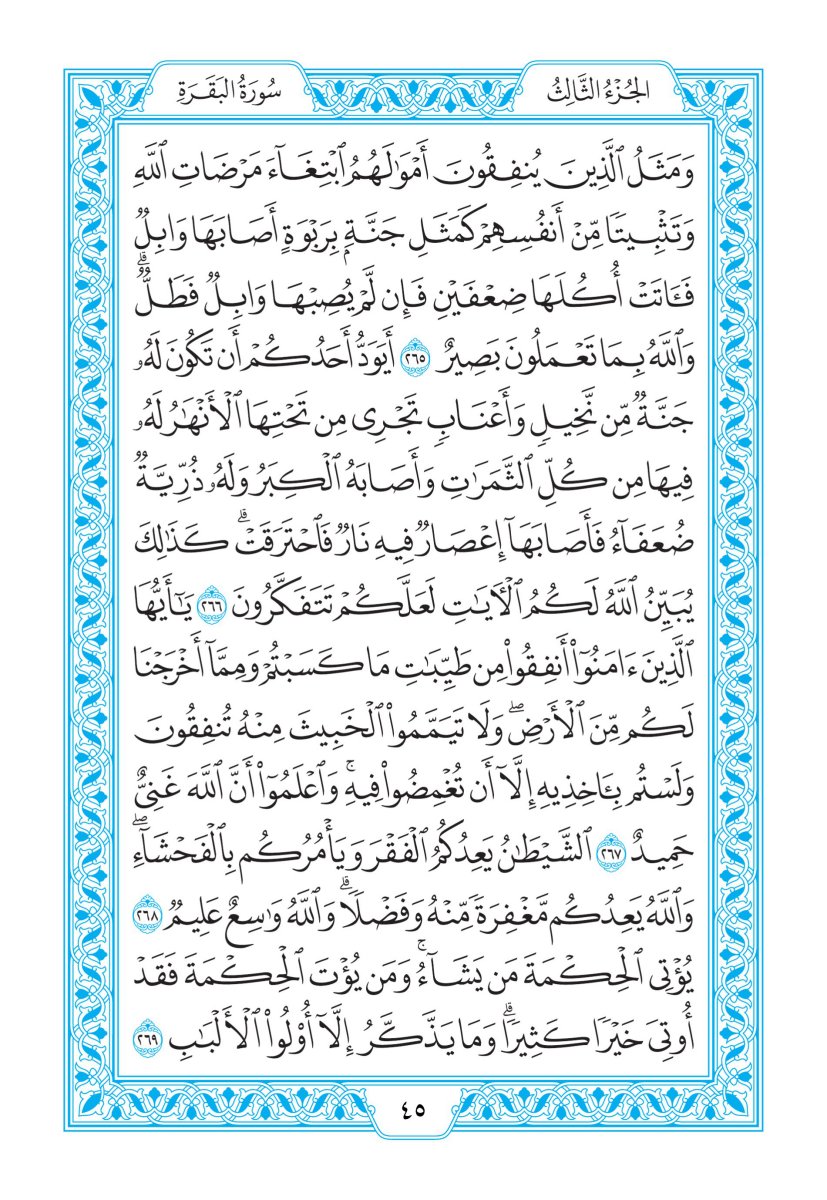 الجُزْءُ الثَّالِثُ
سُورَةُ البَقَرَةِ
وَمَثَلُ ٱلَّذِينَ يُنفِقُونَ أَمۡوَٰلَهُمُ ٱبۡتِغَآءَ مَرۡضَاتِ ٱللَّهِ
وَتَثۡبِيتٗا مِّنۡ أَنفُسِهِمۡ كَمَثَلِ جَنَّةِۭ بِرَبۡوَةٍ أَصَابَهَا وَابِلٞ
فَـَٔاتَتۡ أُكُلَهَا ضِعۡفَيۡنِ فَإِن لَّمۡ يُصِبۡهَا وَابِلٞ فَطَلّٞۗ
وَٱللَّهُ بِمَا تَعۡمَلُونَ بَصِيرٌ ٢٦٥ أَيَوَدُّ أَحَدُكُمۡ أَن تَكُونَ لَهُۥ
جَنَّةٞ مِّن نَّخِيلٖ وَأَعۡنَابٖ تَجۡرِي مِن تَحۡتِهَا ٱلۡأَنۡهَٰرُ لَهُۥ
فِيهَا مِن كُلِّ ٱلثَّمَرَٰتِ وَأَصَابَهُ ٱلۡكِبَرُ وَلَهُۥ ذُرِّيَّةٞ
ضُعَفَآءُ فَأَصَابَهَآ إِعۡصَارٞ فِيهِ نَارٞ فَٱحۡتَرَقَتۡۗ كَذَٰلِكَ
يُبَيِّنُ ٱللَّهُ لَكُمُ ٱلۡأٓيَٰتِ لَعَلَّكُمۡ تَتَفَكَّرُونَ ٢٦٦ يَٰٓأَيُّهَا
ٱلَّذِينَ ءَامَنُوٓاْ أَنفِقُواْ مِن طَيِّبَٰتِ مَا كَسَبۡتُمۡ وَمِمَّآ أَخۡرَجۡنَا
لَكُم مِّنَ ٱلۡأَرۡضِۖ وَلَا تَيَمَّمُواْ ٱلۡخَبِيثَ مِنۡهُ تُنفِقُونَ
وَلَسۡتُم بِـَٔاخِذِيهِ إِلَّآ أَن تُغۡمِضُواْ فِيهِۚ وَٱعۡلَمُوٓاْ أَنَّ ٱللَّهَ غَنِيٌّ
حَمِيدٌ ٢٦٧ ٱلشَّيۡطَٰنُ يَعِدُكُمُ ٱلۡفَقۡرَ وَيَأۡمُرُكُم بِٱلۡفَحۡشَآءِۖ
وَٱللَّهُ يَعِدُكُم مَّغۡفِرَةٗ مِّنۡهُ وَفَضۡلٗاۗ وَٱللَّهُ وَٰسِعٌ عَلِيمٞ ٢٦٨
يُؤۡتِي ٱلۡحِكۡمَةَ مَن يَشَآءُۚ وَمَن يُؤۡتَ ٱلۡحِكۡمَةَ فَقَدۡ
أُوتِيَ خَيۡرٗا كَثِيرٗاۗ وَمَا يَذَّكَّرُ إِلَّآ أُوْلُواْ ٱلۡأَلۡبَٰبِ ٢٦٩
٤٥